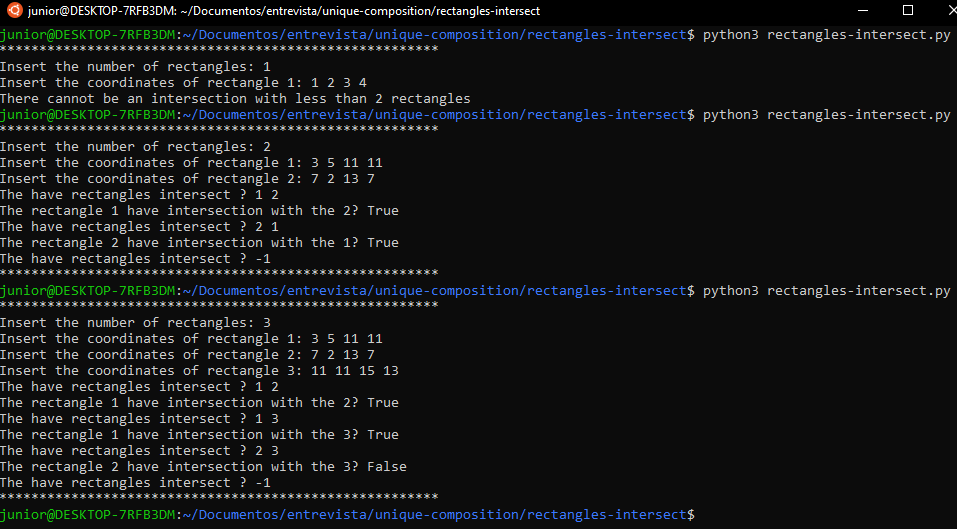 junior@DESKTOP-7RFB3DM: ~/Documentos/entrevista/unique-composition/rectangles-intersect
junior@DESKTOP-7RFB3DM:~/Documentos/entrevista/unique-composition/rectangles-intersect$ python3 rectangles-intersect.py
*******************************************************
Insert the number of rectangles: 1
Insert the coordinates of rectangle 1: 1 2 3 4
There cannot be an intersection with less than 2 rectangles
junior@DESKTOP-7RFB3DM:~/Documentos/entrevista/unique-composition/rectangles-intersect$ python3 rectangles-intersect.py
*******************************************************
Insert the number of rectangles: 2
Insert the coordinates of rectangle 1: 3 5 11 11
Insert the coordinates of rectangle 2: 7 2 13 7
The have rectangles intersect ? 1 2
The rectangle 1 have intersection with the 2? True
The have rectangles intersect ? 2 1
The rectangle 2 have intersection with the 1? True
The have rectangles intersect ? -1
*******************************************************
junior@DESKTOP-7RFB3DM:~/Documentos/entrevista/unique-composition/rectangles-intersect$ python3 rectangles-intersect.py
*******************************************************
Insert the number of rectangles: 3
Insert the coordinates of rectangle 1: 3 5 11 11
Insert the coordinates of rectangle 2: 7 2 13 7
Insert the coordinates of rectangle 3: 11 11 15 13
The have rectangles intersect ? 1 2
The rectangle 1 have intersection with the 2? True
The have rectangles intersect ? 1 3
The rectangle 1 have intersection with the 3? True
The have rectangles intersect ? 2 3
The rectangle 2 have intersection with the 3? False
The have rectangles intersect ? -1
*******************************************************
junior@DESKTOP-7RFB3DM:~/Documentos/entrevista/unique-composition/rectangles-intersect$